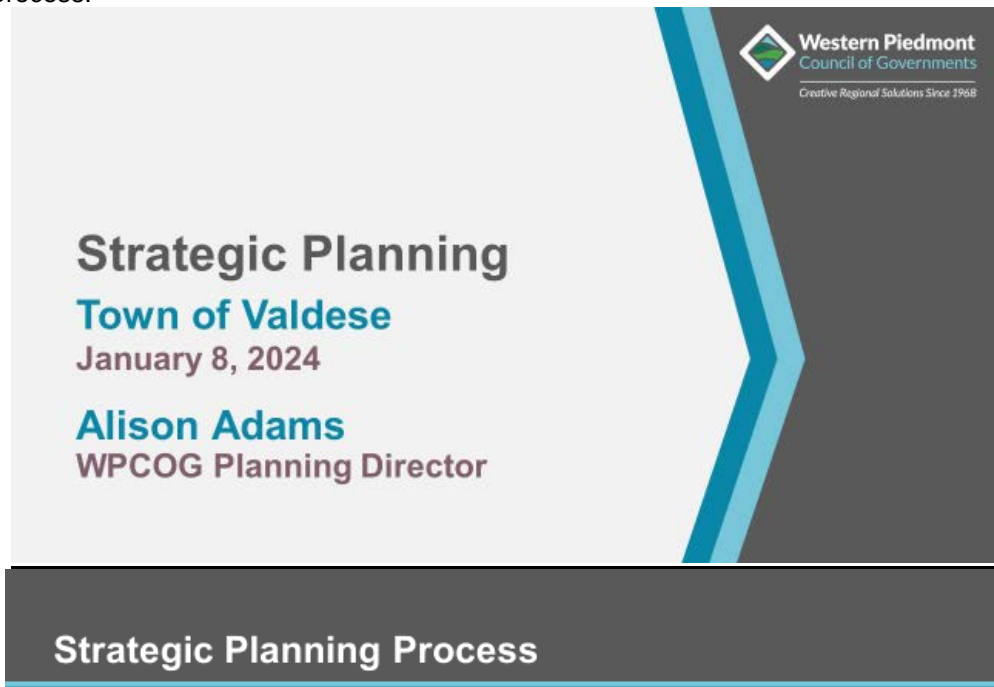 process.
Western Piedmont
Council of Governments
Creative Regional Solutions Since 1968
Strategic Planning
Town of Valdese
January 8, 2024
Alison Adams
WPCOG Planning Director
Strategic Planning Process